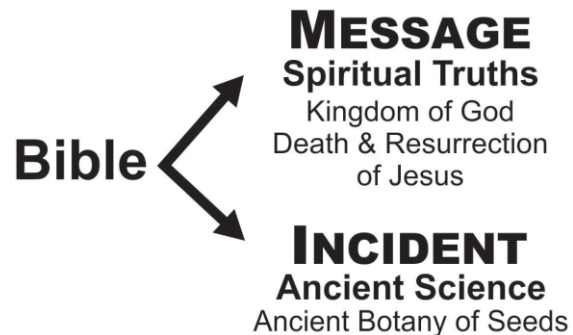 MESSAGE
Spiritual Truths
Kingdom of God
Death & Resurrection
of Jesus
Bible
INCIDENT
Ancient Science
Ancient Botany of Seeds